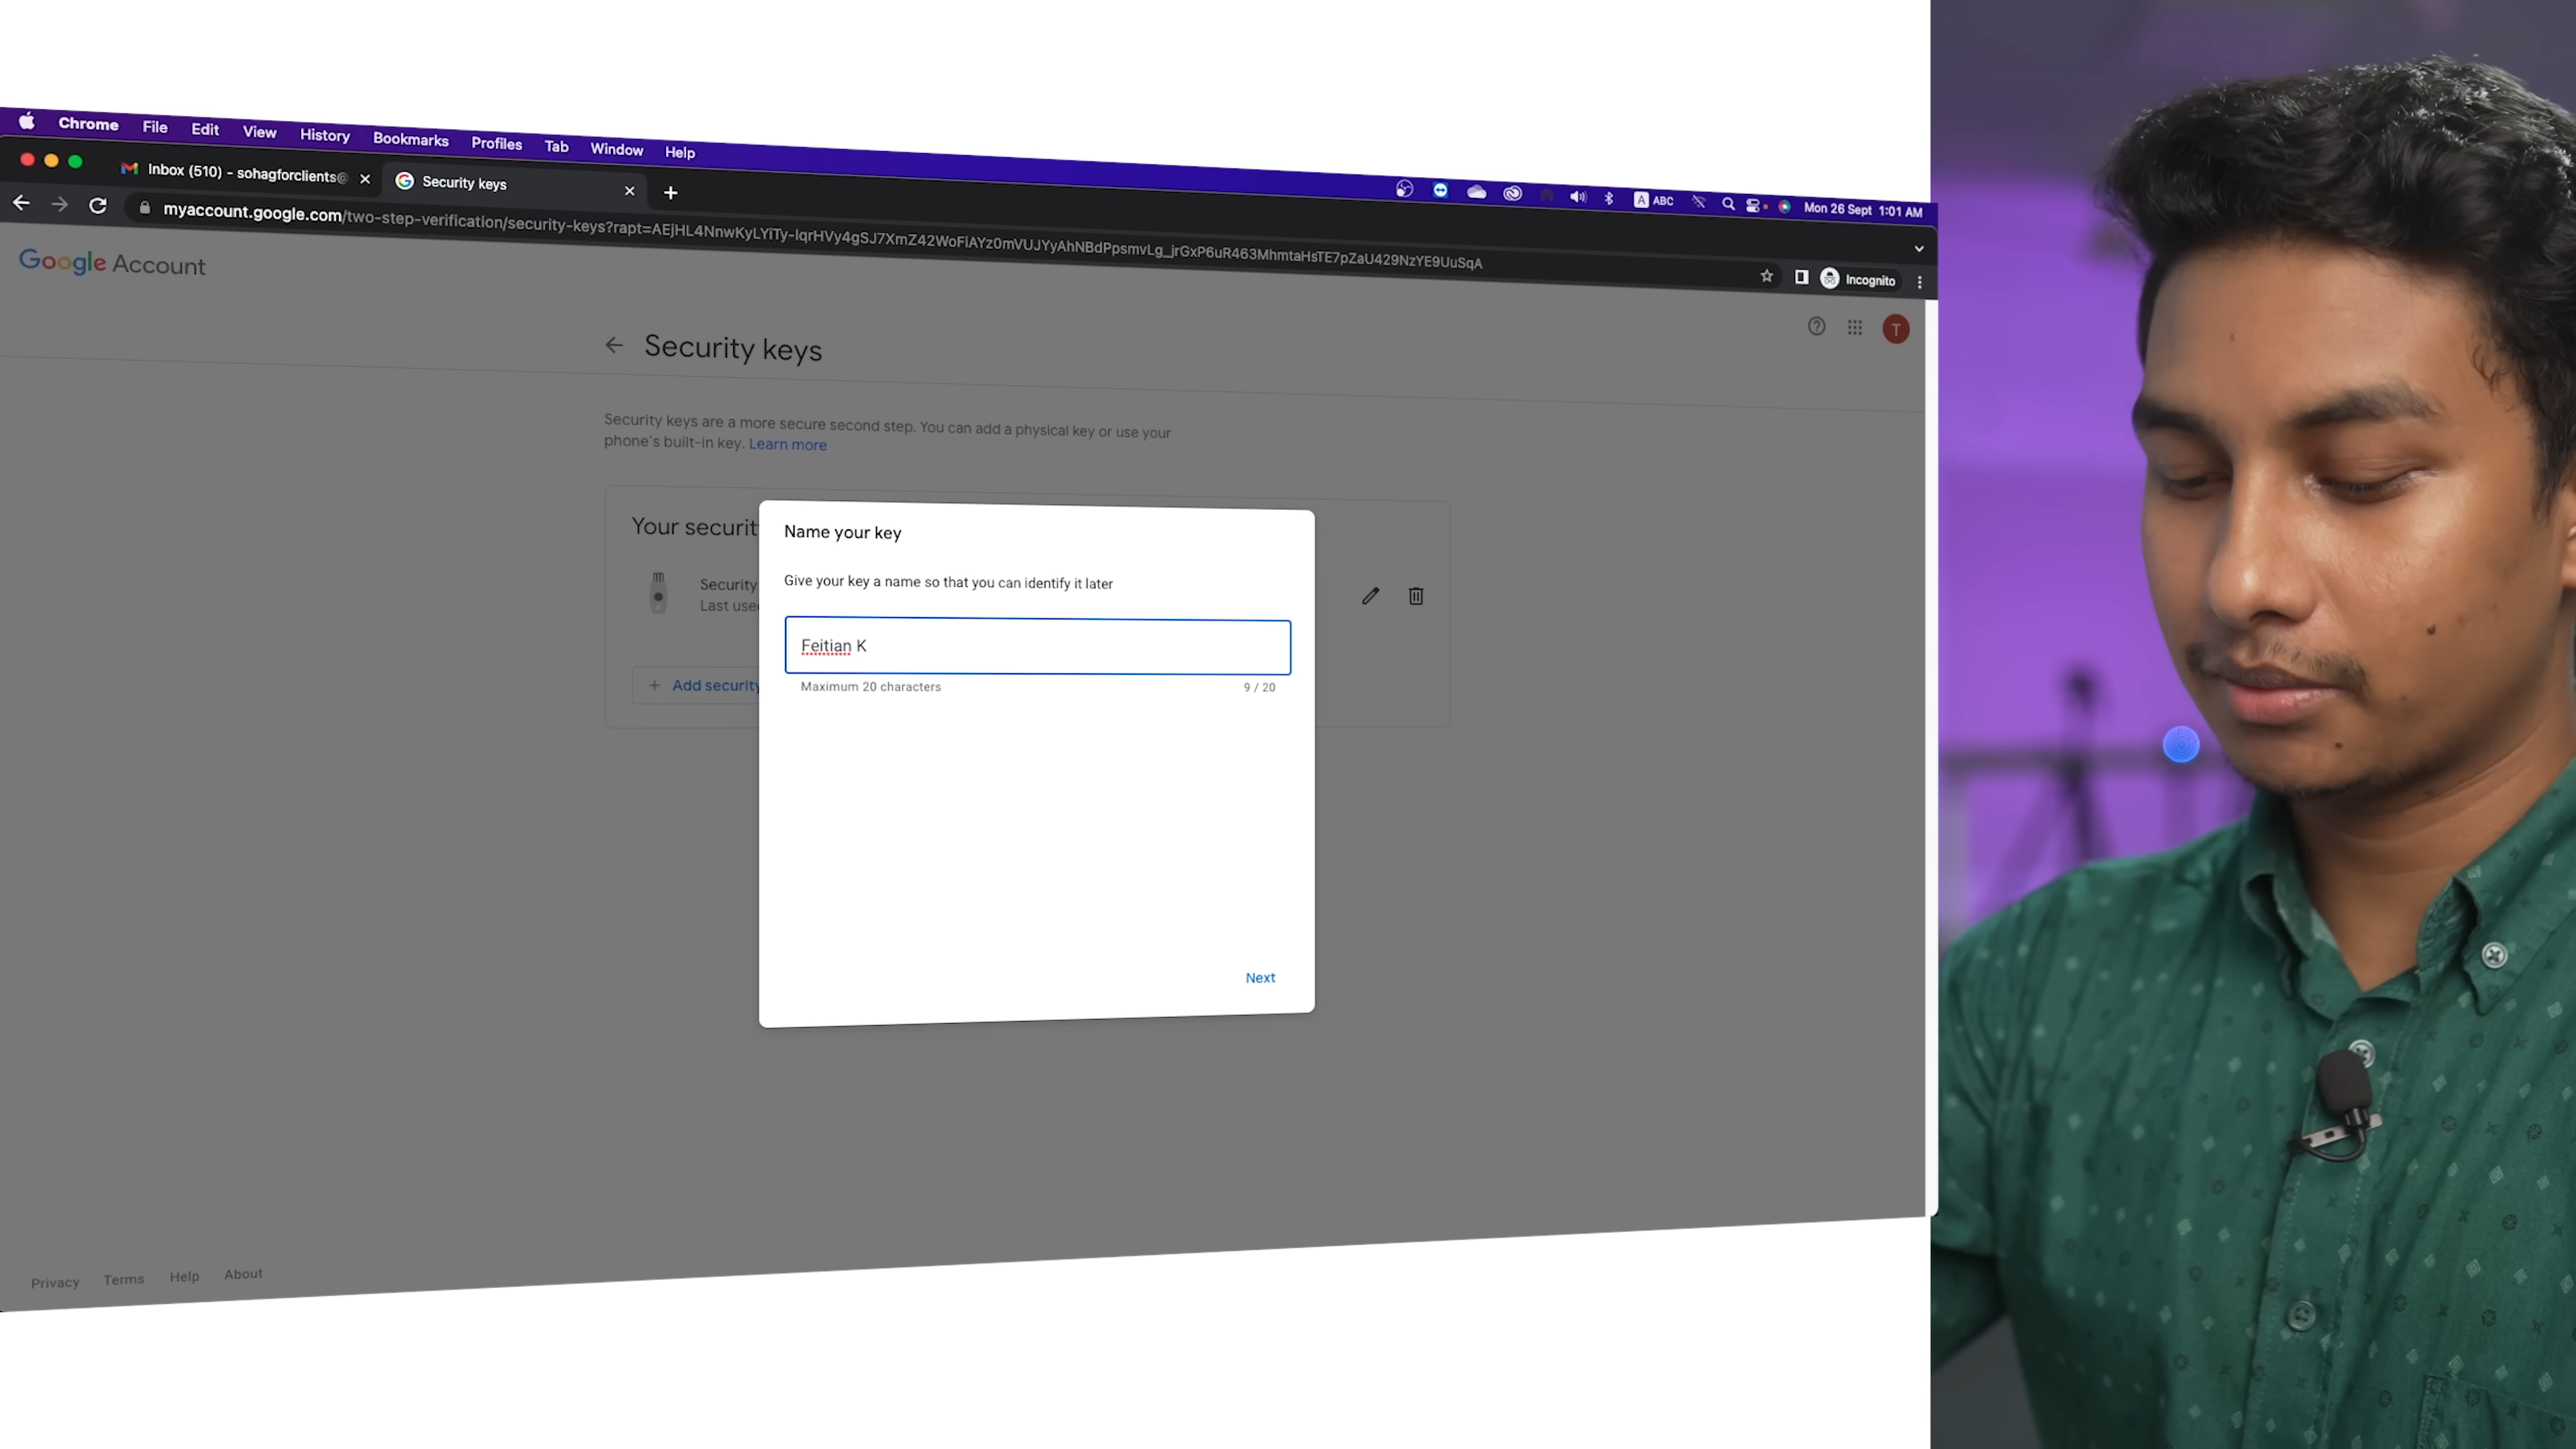 Chrome File Edit View History Bookmarks Profiles Tab Window Help
A ABC Mon 26 Sept 1:01 AM
Inbox (510) - sohagforclients@
Security keys
myaccount.google.com/two-step-verification/security-keys?rapt=AEjHL4NnwKyLYiTy-lqrHVy4gSJ7XmZ42WoFiAYz0mVUJYyAhNBdPpsmvLg_jrGxP6uR463MhmtaHsTE7pZaU429NzYE9UuSqA
Incognito
Google Account
T
Security keys
Security keys are a more secure second step. You can add a physical key or use your
phone's built-in key. Learn more
Your securit
Security
Last use
+ Add security
Name your key
Give your key a name so that you can identify it later
Feitian K
Maximum 20 characters
9 / 20
Next
Privacy Terms Help About